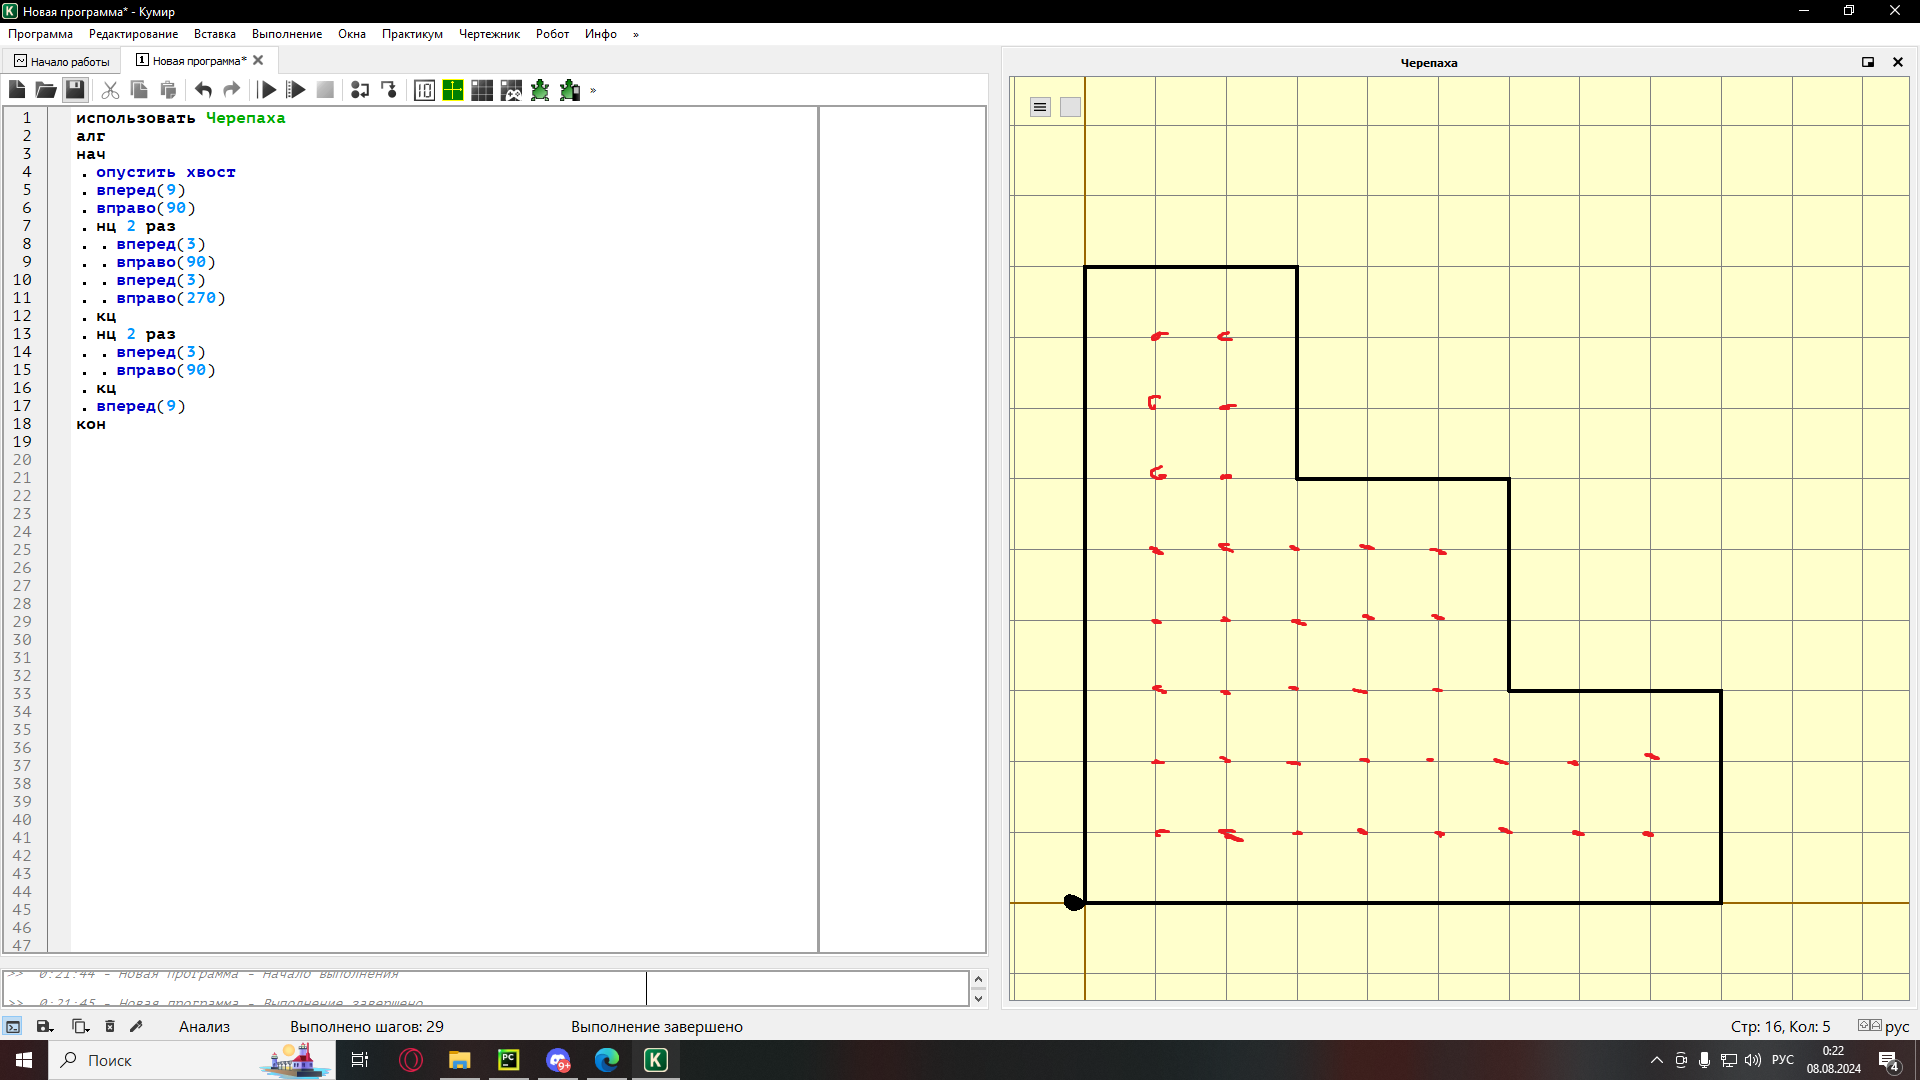 Новая программа* - Кумир
Программа Редактирование Вставка Выполнение Окна Практикум Чертежник Робот Инфо »
Начало работы
1 Новая программа*
Черепаха
»
1 использовать Черепаха
2 алг
3 нач
4 . опустить хвост
5 . вперед(9)
6 . вправо(90)
7 . нц 2 раз
8 . . вперед(3)
9 . . вправо(90)
10 . . вперед(3)
11 . . вправо(270)
12 . кц
13 . нц 2 раз
14 . . вперед(3)
15 . . вправо(90)
16 . кц
17 . вперед(9)
18 кон
19
20
21
22
23
24
25
26
27
28
29
30
31
32
33
34
35
36
37
38
39
40
41
42
43
44
45
46
47
>> 0:21:44 - Новая программа - Начало выполнения
>> 0:21:45 - Новая программа - Выполнение завершено
Анализ Выполнено шагов: 29 Выполнение завершено Стр: 16, Кол: 5 рус
Поиск
PC
9+
K
РУС
0:22
08.08.2024
4